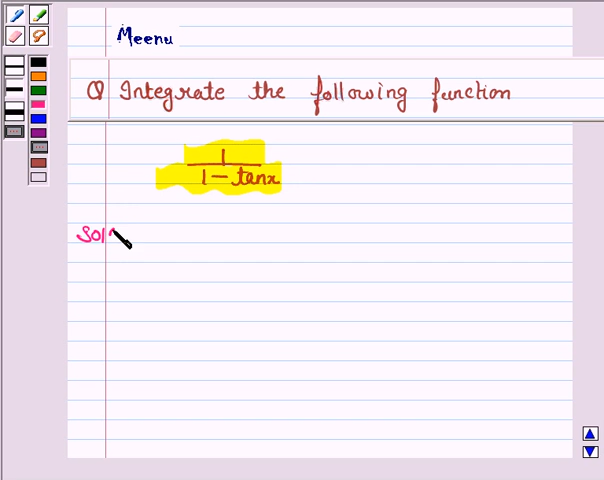 Meenu
Q Integrate the following function
1
1 - tanx
Sol